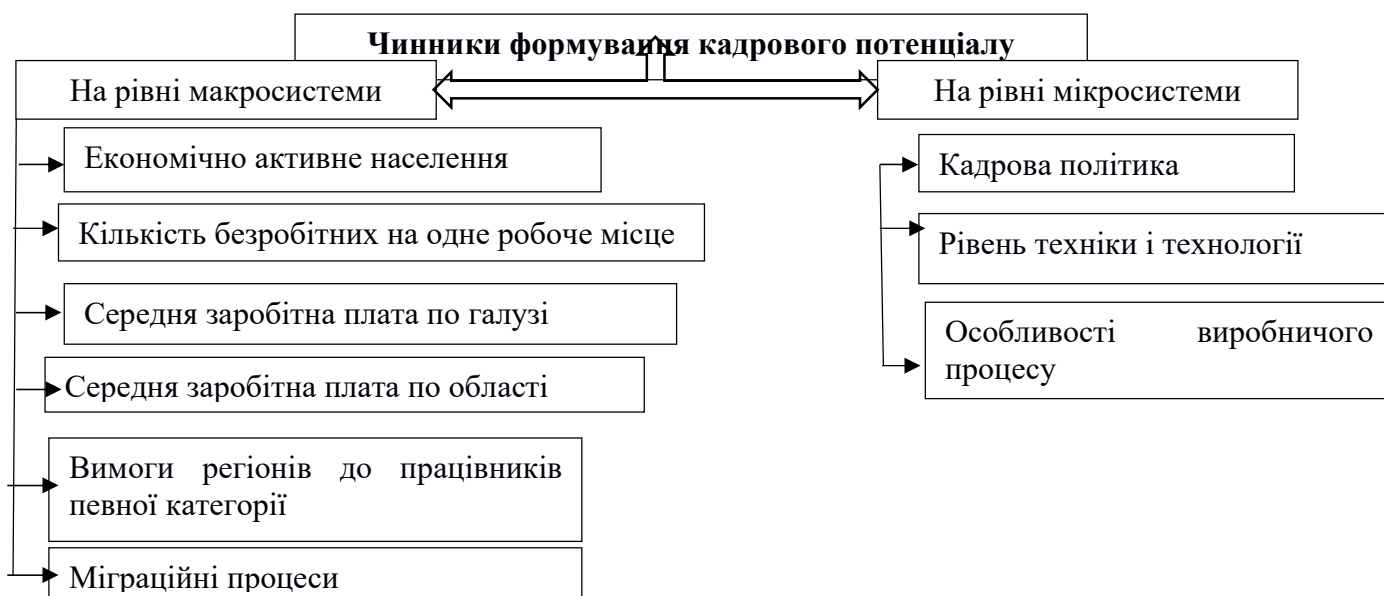 Чинники формування кадрового потенціалу
На рівні макросистеми
Економічно активне населення
Кількість безробітних на одне робоче місце
Середня заробітна плата по галузі
Середня заробітна плата по області
Вимоги регіонів до працівників
певної категорії
Міграційні процеси
На рівні мікросистеми
Кадрова політика
Рівень техніки і технології
Особливості виробничого
процесу